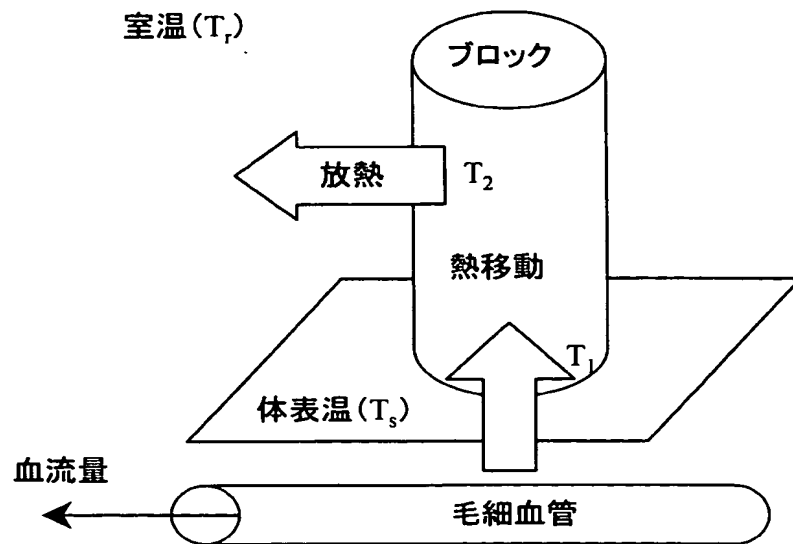 室温(Tr)
ブロック
放熱
T2
熱移動
T1
体表温(Ts)
血流量
毛細血管